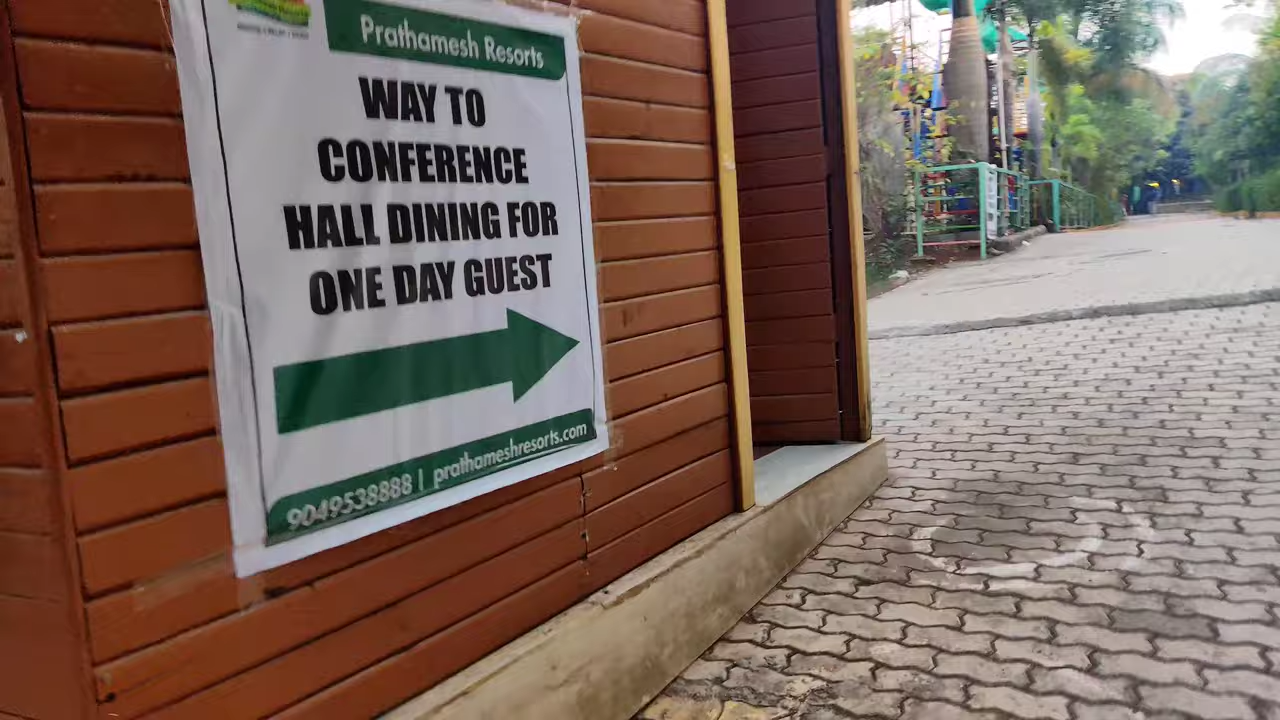 Prathamesh Resorts
WAY TO
CONFERENCE
HALL DINING FOR
ONE DAY GUEST
9049538888 | prathameshresorts.com